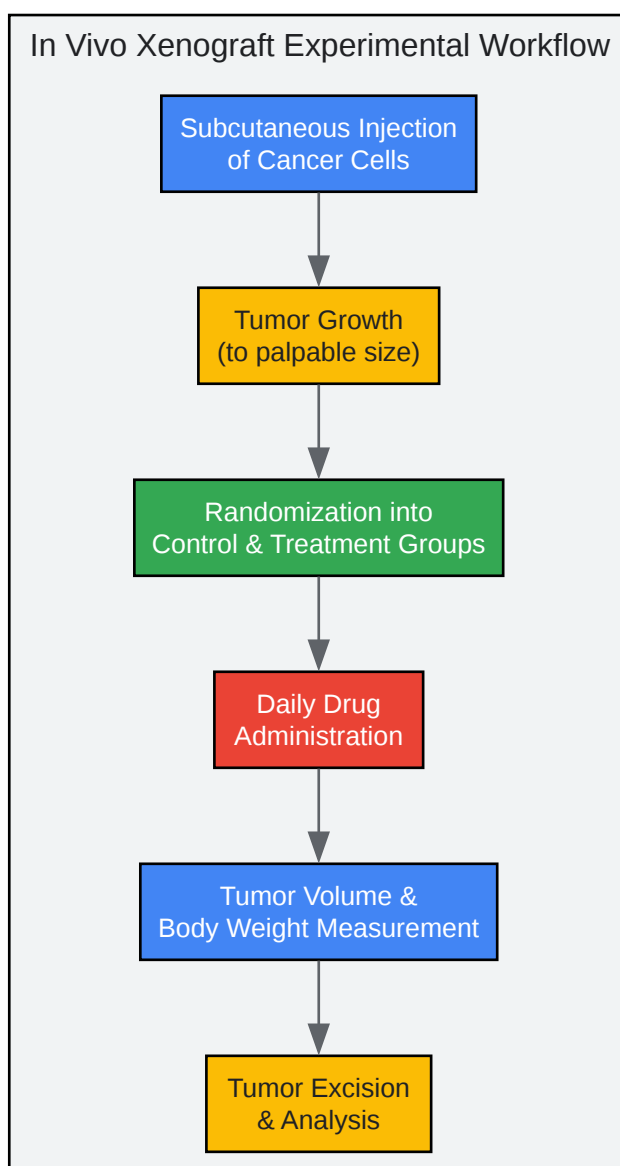 In Vivo Xenograft Experimental Workflow
Subcutaneous Injection
of Cancer Cells
Tumor Growth
(to palpable size)
Randomization into
Control & Treatment Groups
Daily Drug
Administration
Tumor Volume &
Body Weight Measurement
Tumor Excision
& Analysis